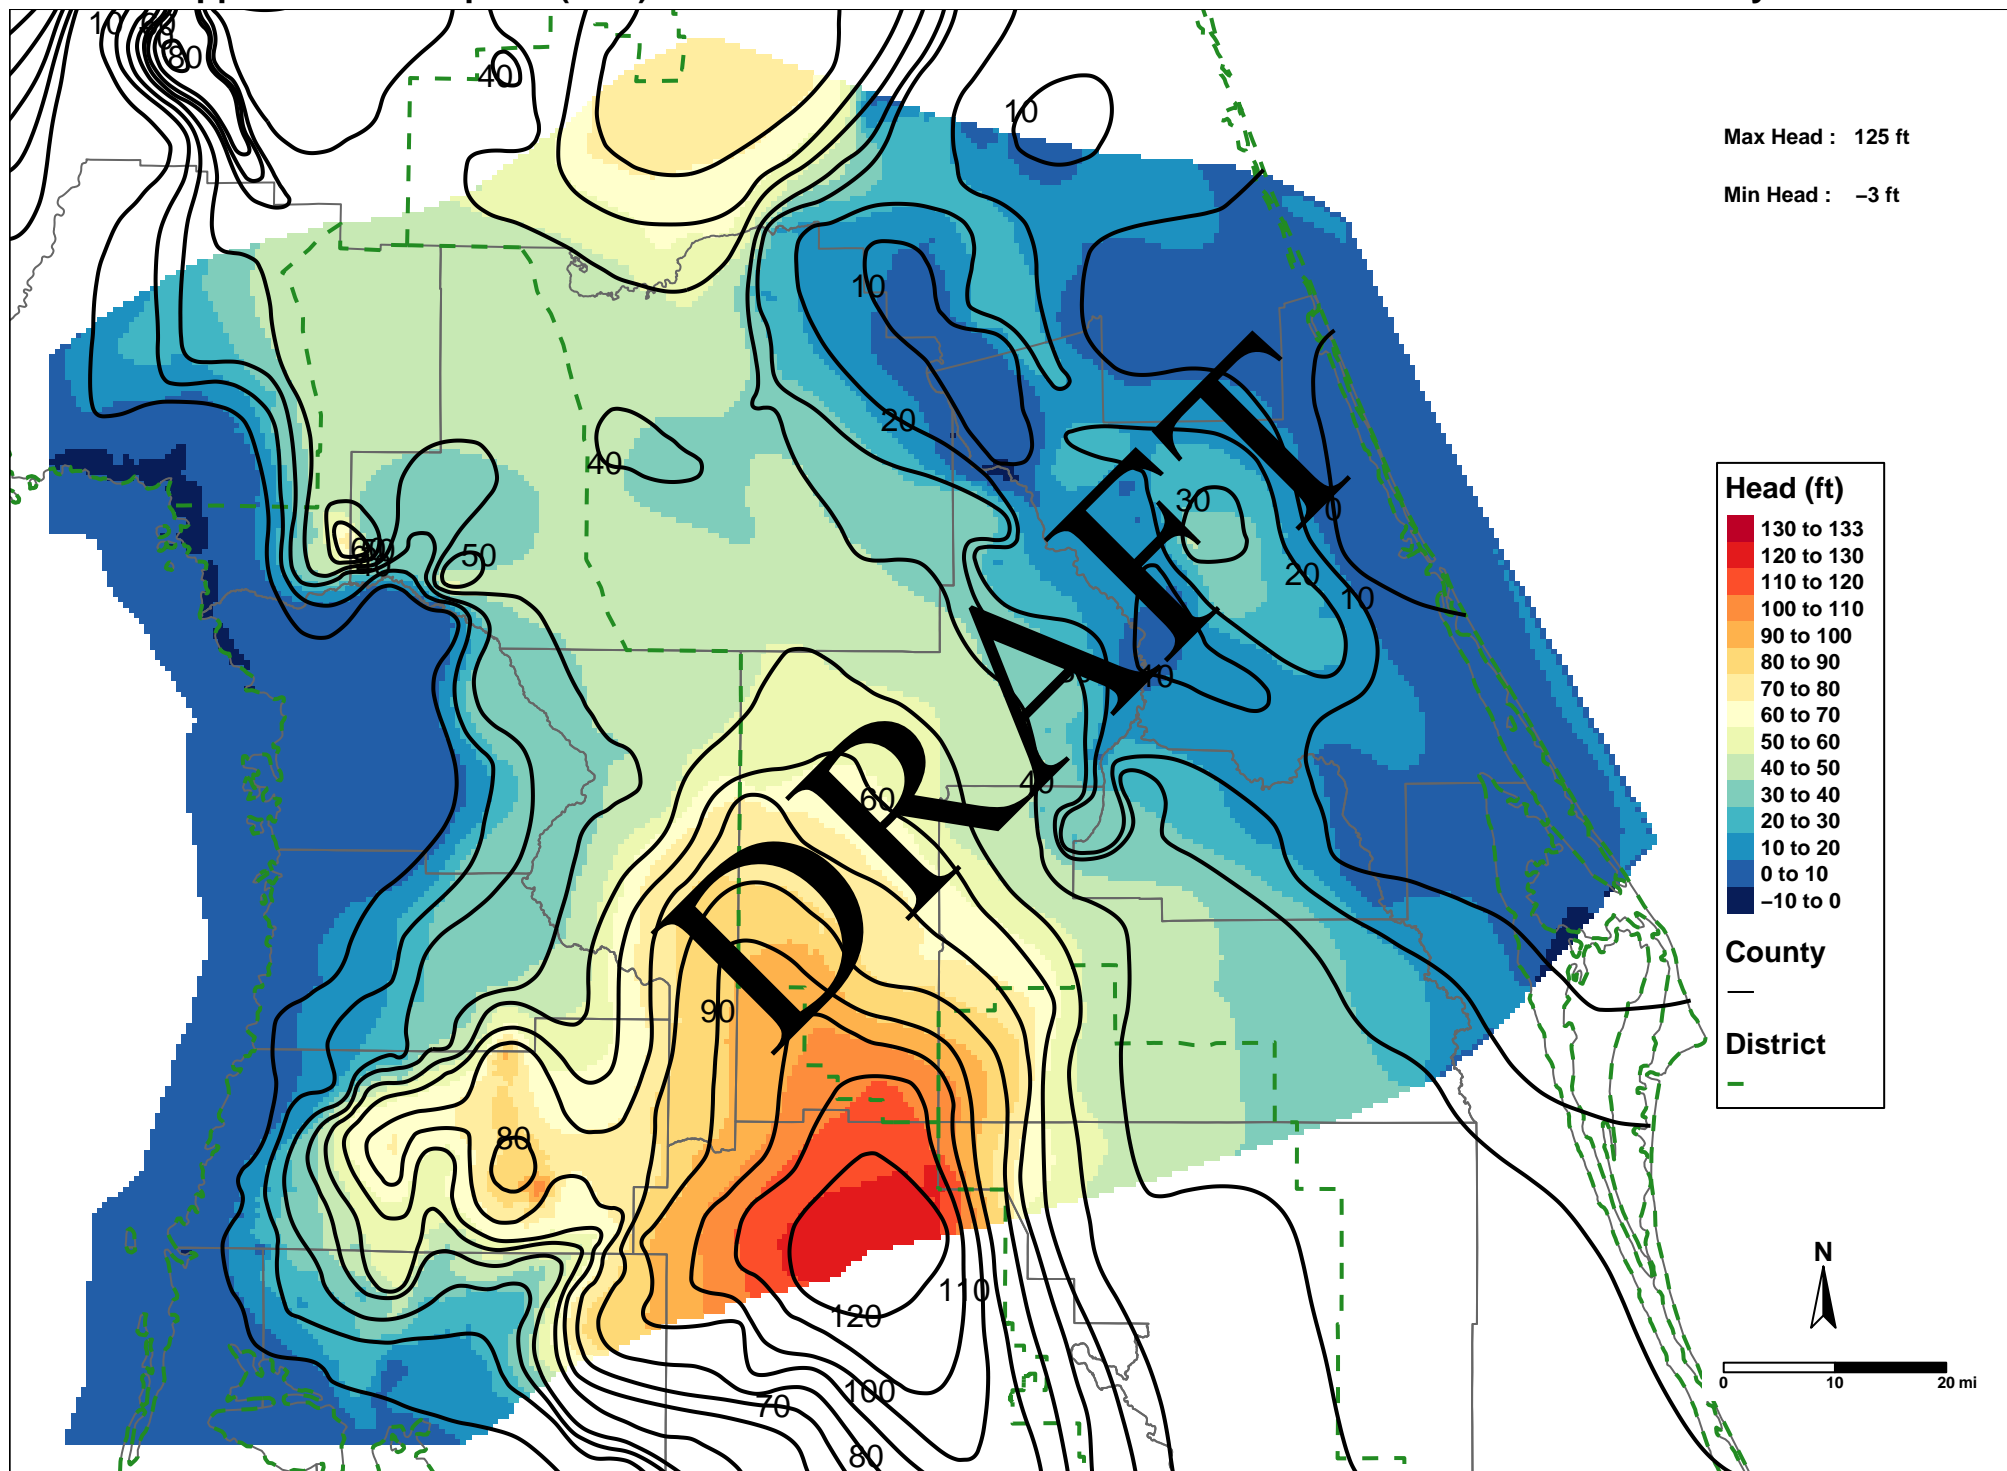 10
80
40
10
Max Head : 125 ft
Min Head : −3 ft
10
20
40
30
0
50
20
10
10
40
60
90
80
110
120
100
70
80
DRAFT
Head (ft)
130 to 133
120 to 130
110 to 120
100 to 110
90 to 100
80 to 90
70 to 80
60 to 70
50 to 60
40 to 50
30 to 40
20 to 30
10 to 20
0 to 10
−10 to 0
County
District
N
0 10 20 mi